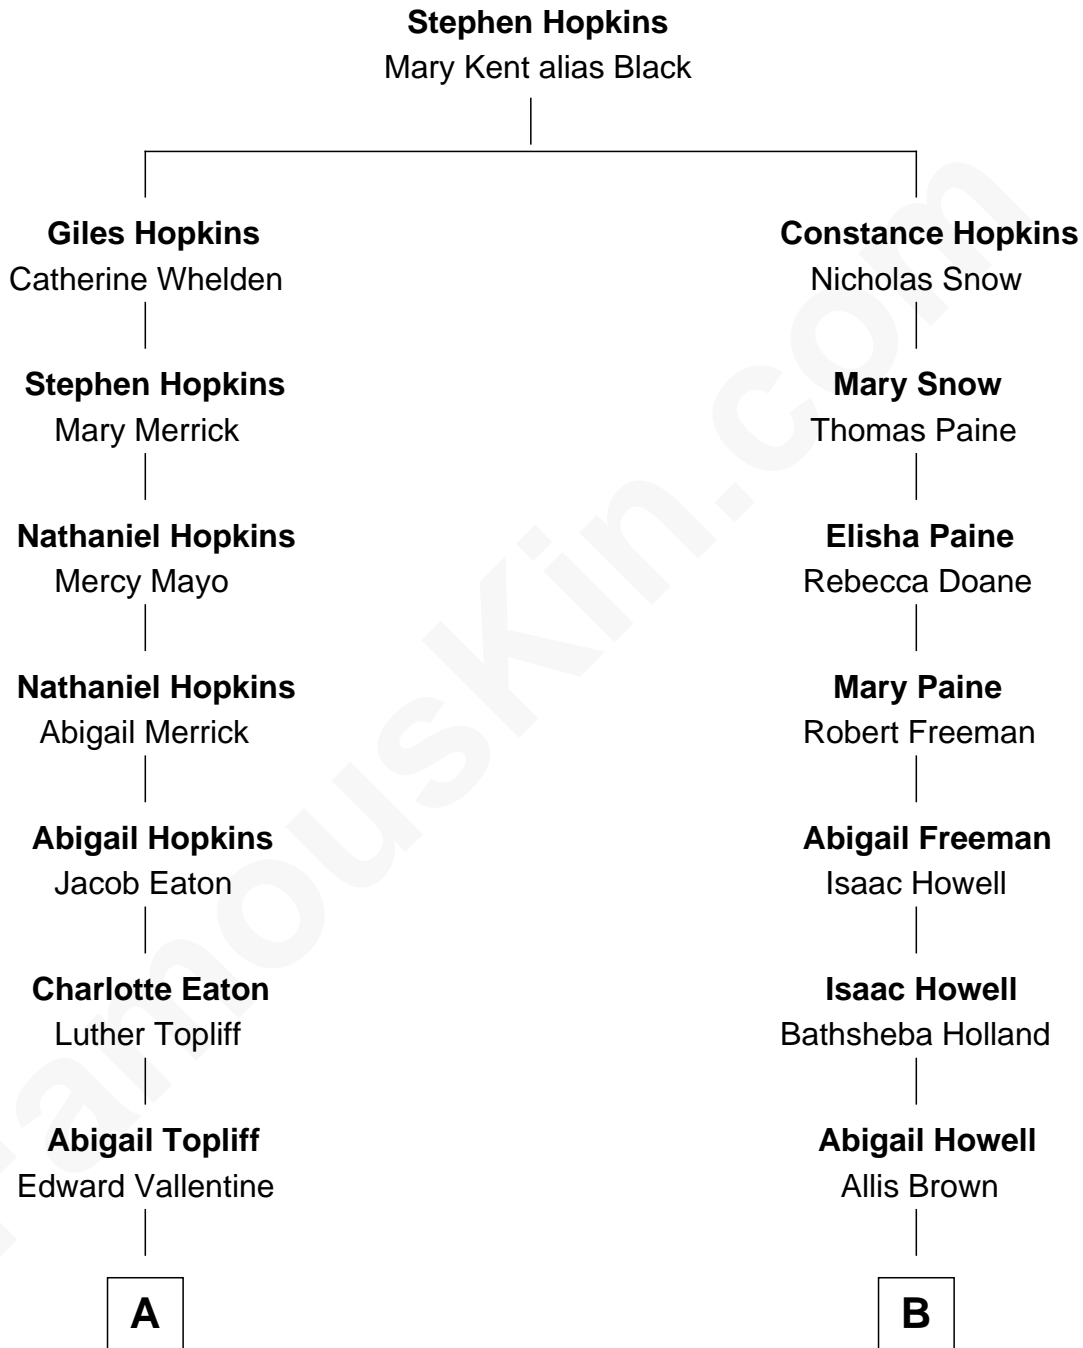 Stephen Hopkins
Mary Kent alias Black
Giles Hopkins
Catherine Whelden
Stephen Hopkins
Mary Merrick
Nathaniel Hopkins
Mercy Mayo
Nathaniel Hopkins
Abigail Merrick
Abigail Hopkins
Jacob Eaton
Charlotte Eaton
Luther Topliff
Abigail Topliff
Edward Vallentine
A
Constance Hopkins
Nicholas Snow
Mary Snow
Thomas Paine
Elisha Paine
Rebecca Doane
Mary Paine
Robert Freeman
Abigail Freeman
Isaac Howell
Isaac Howell
Bathsheba Holland
Abigail Howell
Allis Brown
B
FamousKin.com